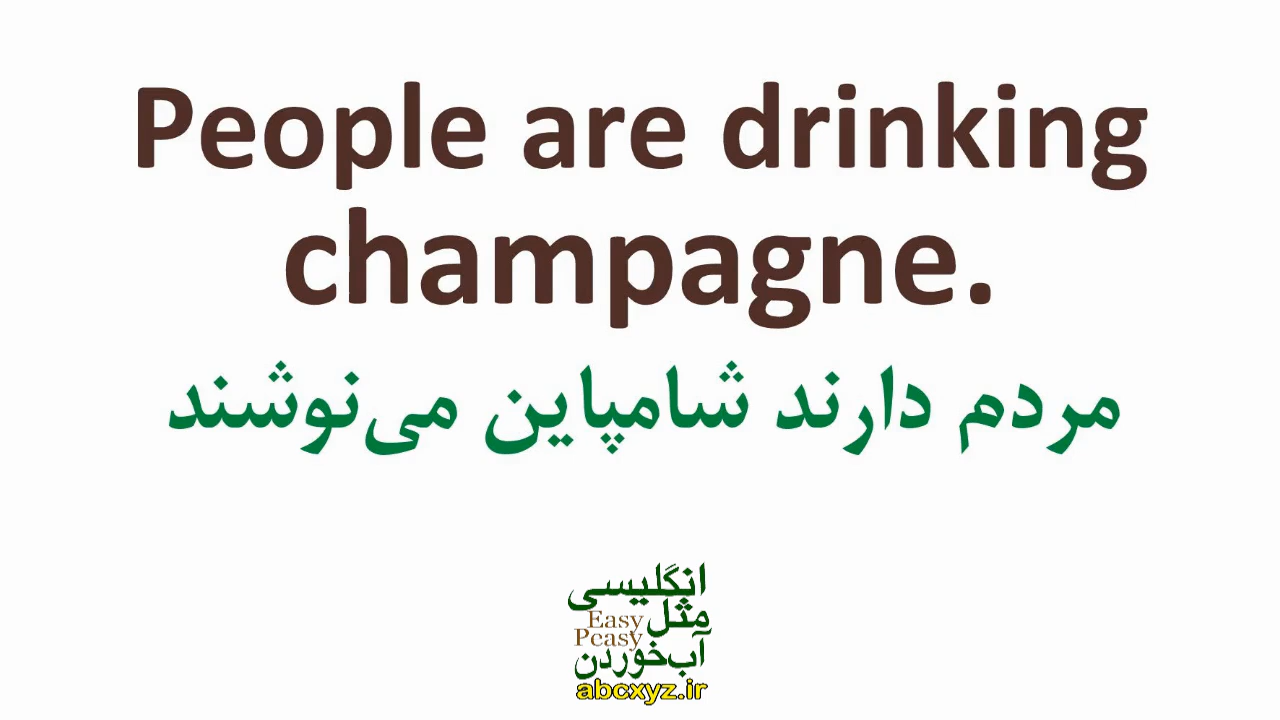 People are drinking
champagne.
مردم دارند شامپاین می‌نوشند
انگلیسی
مثل
Easy
Peasy
آب‌خوردن
abcxyz.ir